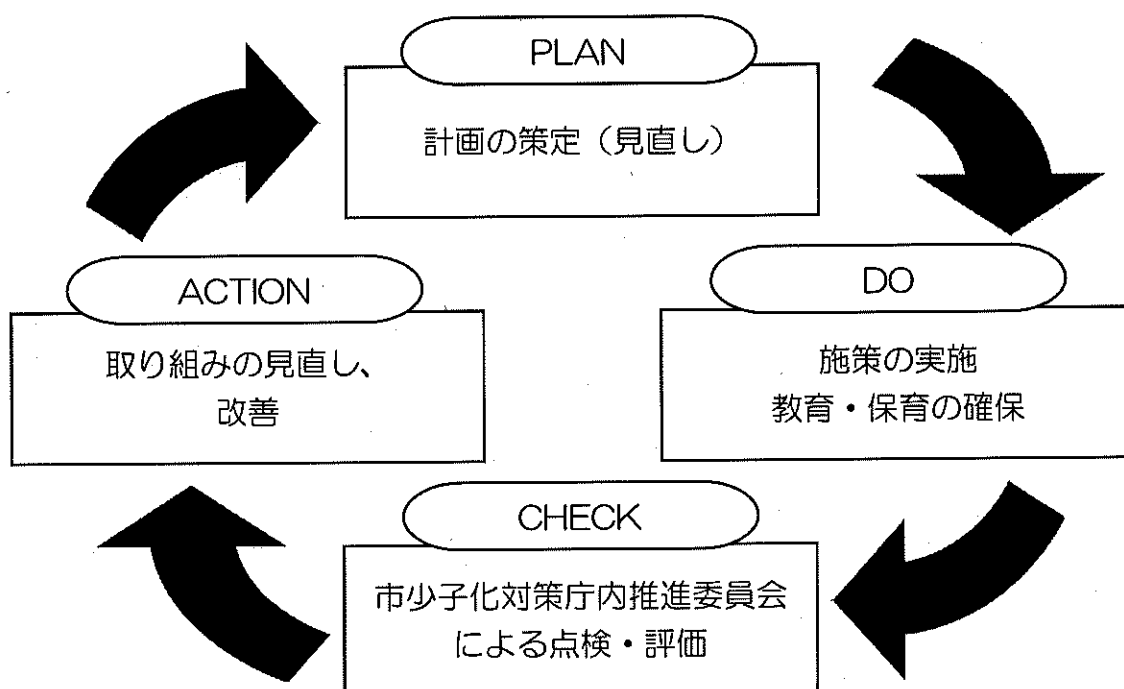 PLAN
計画の策定（見直し）
DO
施策の実施
教育・保育の確保
CHECK
市少子化対策庁内推進委員会
による点検・評価
ACTION
取り組みの見直し、
改善